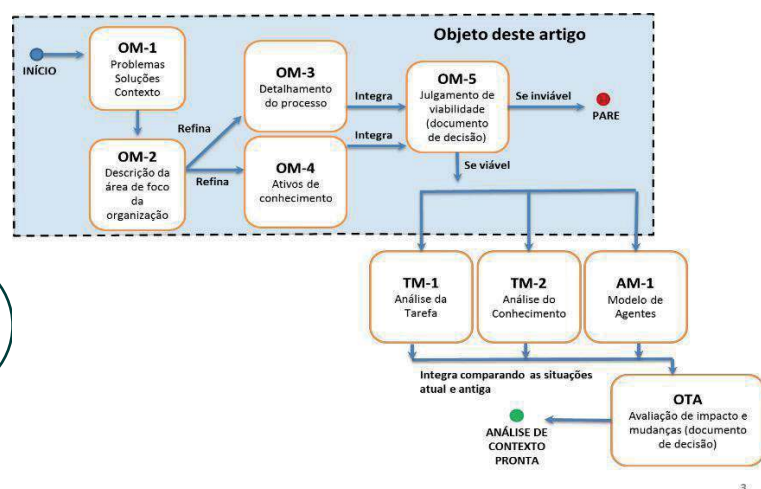 Objeto deste artigo
INÍCIO
OM-1
Problemas
Soluções
Contexto
OM-2
Descrição da
área de foco
da
organização
Refina
Refina
OM-3
Detalhamento
do processo
OM-4
Ativos de
conhecimento
Integra
Integra
OM-5
Julgamento de
viabilidade
(documento
de decisão)
Se inviável
PARE
Se viável
TM-1
Análise da
Tarefa
TM-2
Análise do
Conhecimento
AM-1
Modelo de
Agentes
Integra comparando as situações
atual e antiga
OTA
Avaliação de impacto e
mudanças (documento
de decisão)
ANÁLISE DE
CONTEXTO
PRONTA
3